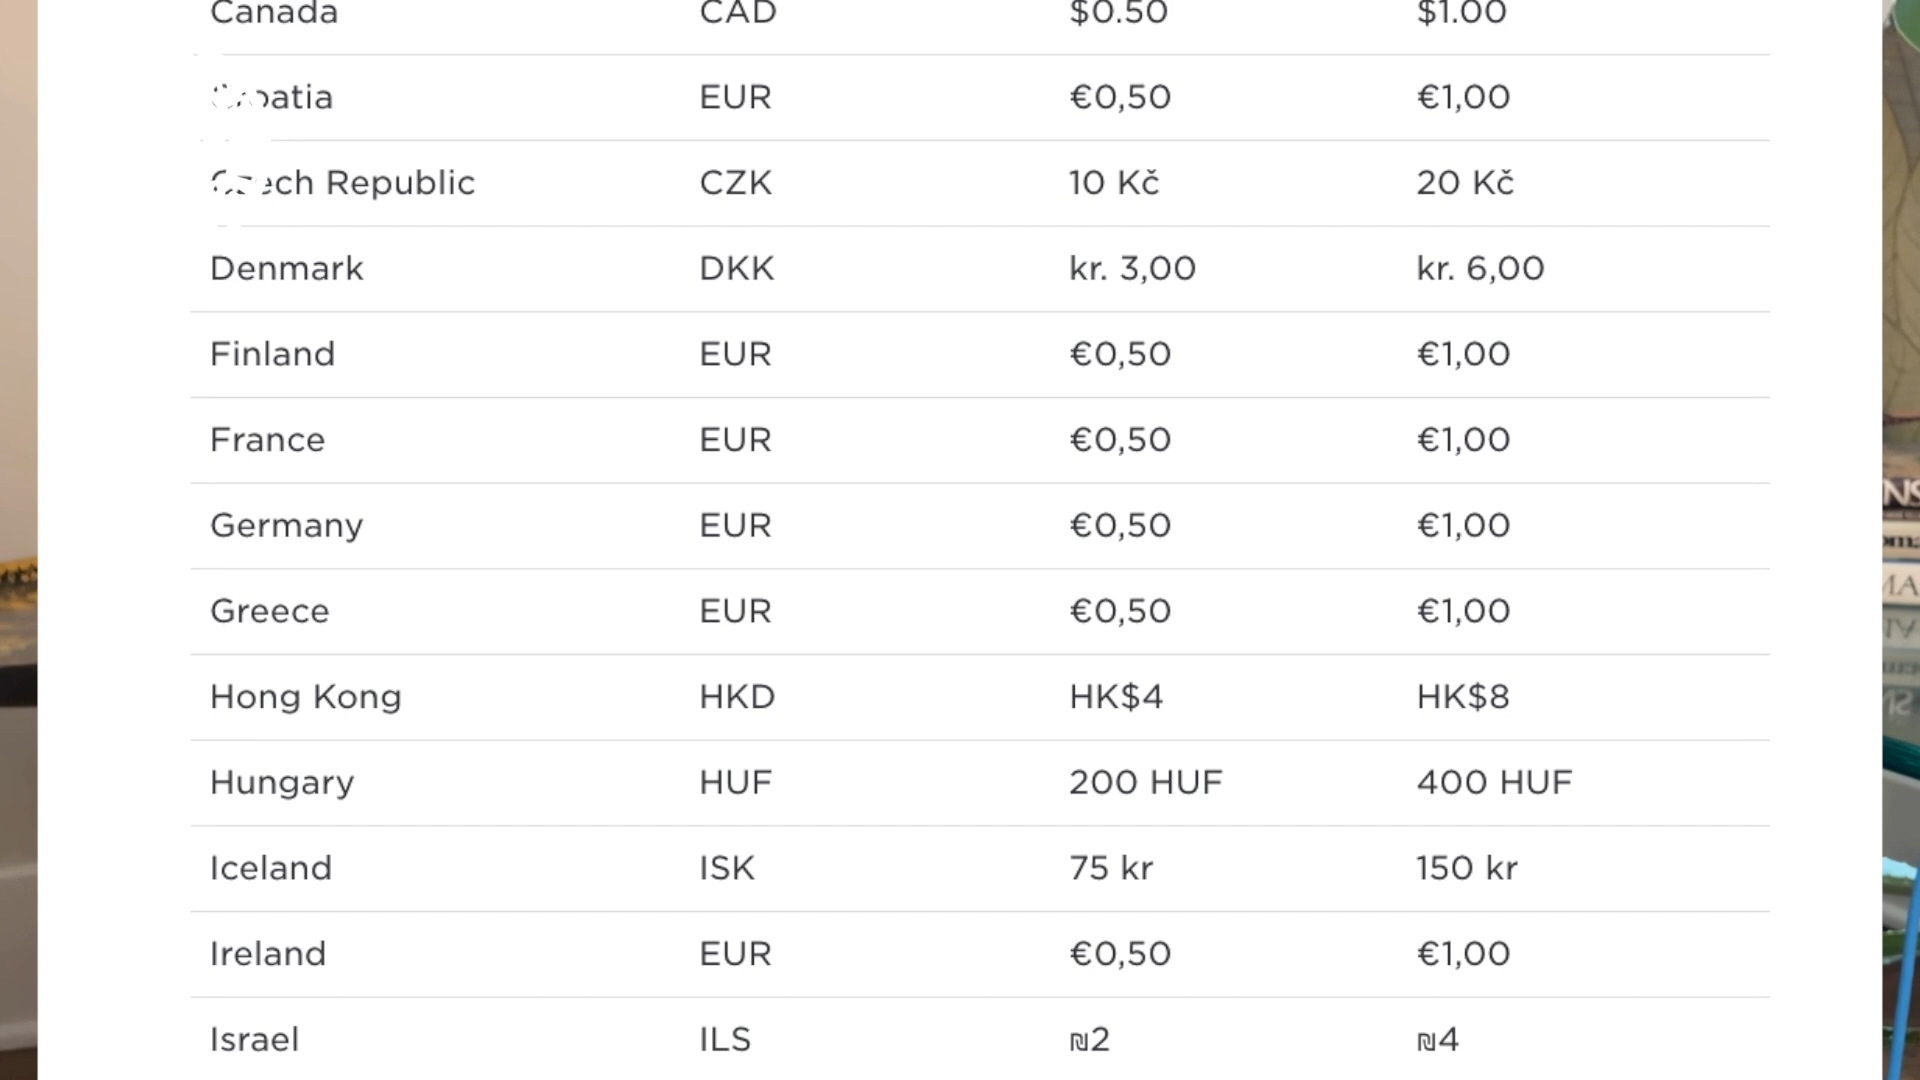 Canada CAD $0.50 $1.00
Croatia EUR €0,50 €1,00
Czech Republic CZK 10 Kč 20 Kč
Denmark DKK kr. 3,00 kr. 6,00
Finland EUR €0,50 €1,00
France EUR €0,50 €1,00
Germany EUR €0,50 €1,00
Greece EUR €0,50 €1,00
Hong Kong HKD HK$4 HK$8
Hungary HUF 200 HUF 400 HUF
Iceland ISK 75 kr 150 kr
Ireland EUR €0,50 €1,00
Israel ILS ₪2 ₪4